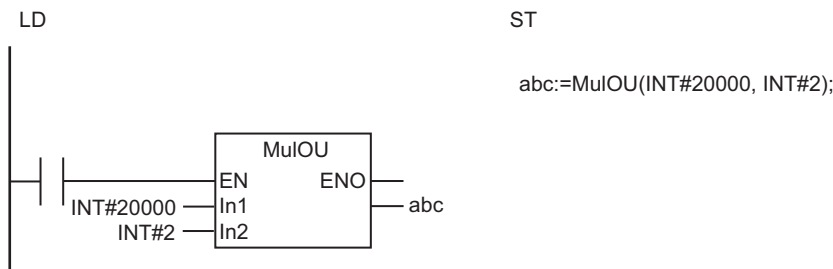 LD
ST
abc:=MulOU(INT#20000, INT#2);
MulOU
EN ENO
INT#20000 In1 abc
INT#2 In2